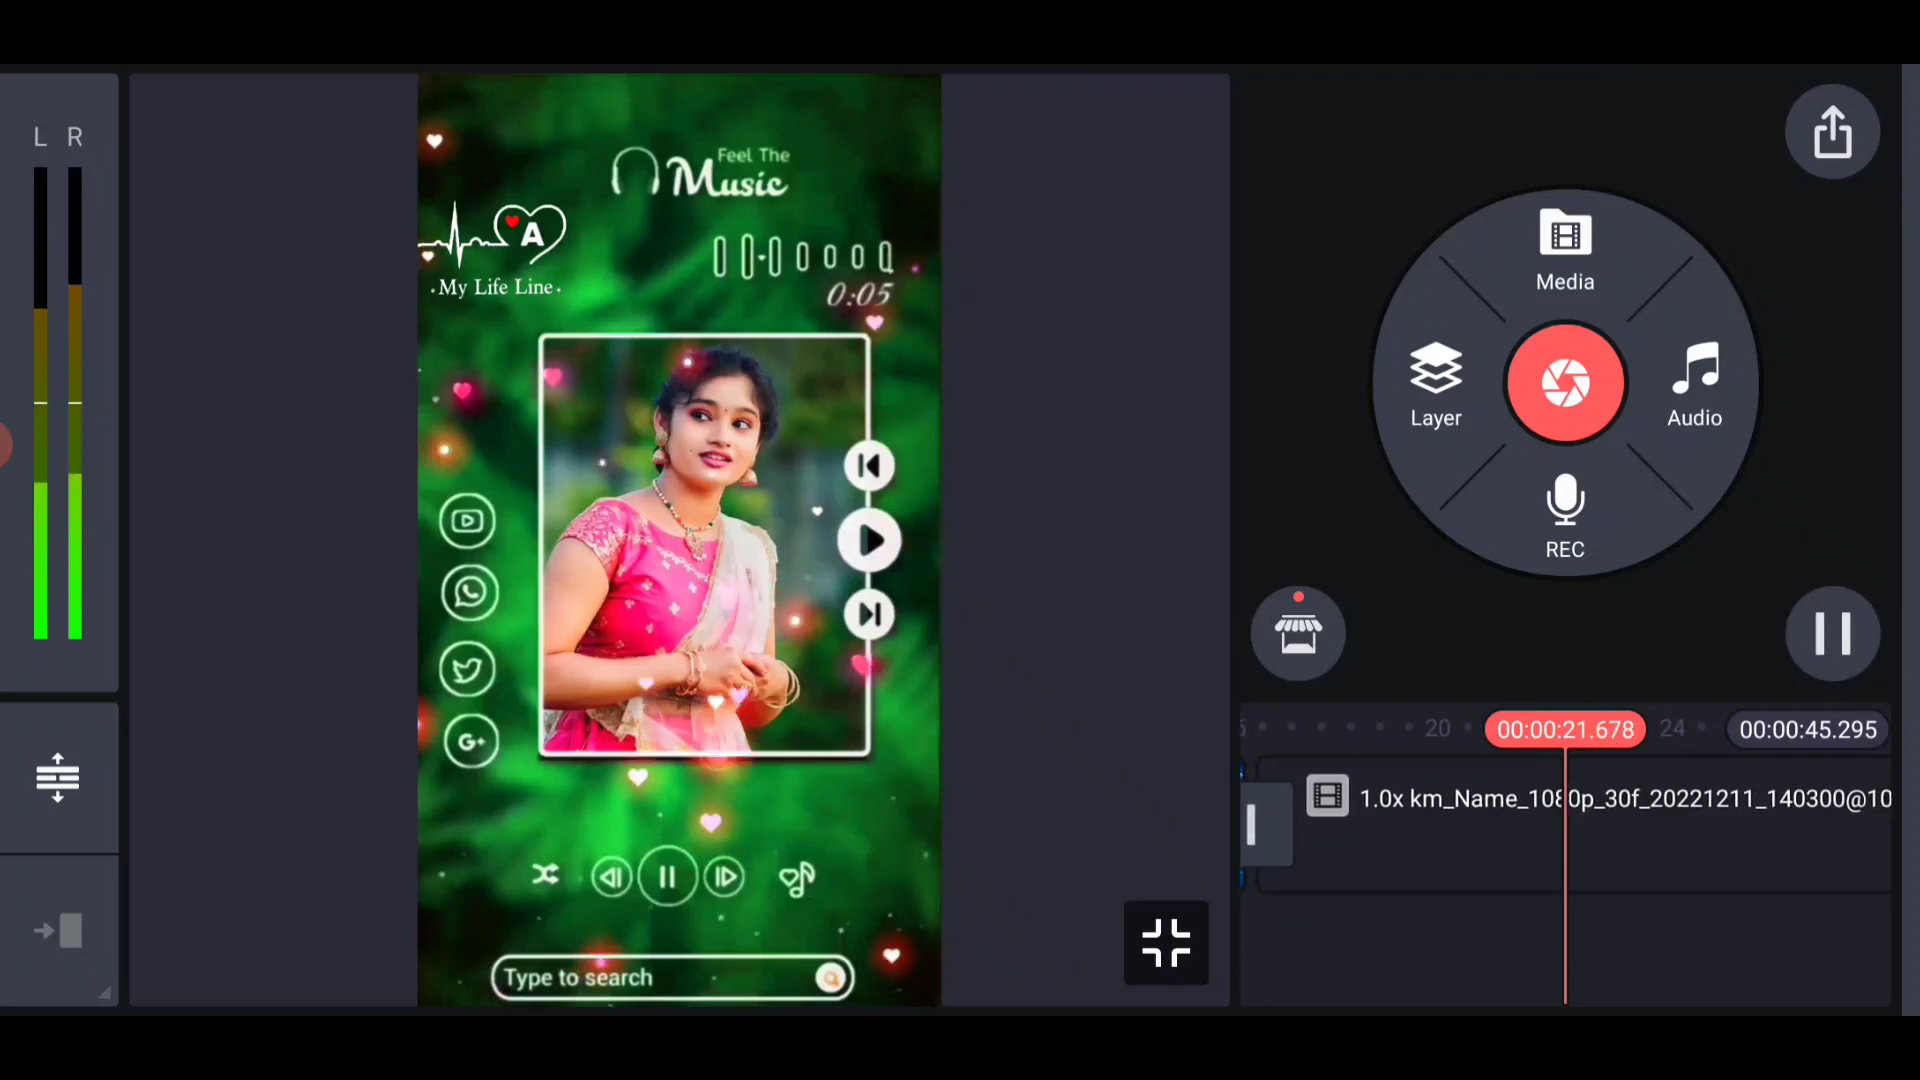 L R
Feel The
Music
A
My Life Line
0:05
G+
Type to search
Media
Layer
Audio
REC
20
00:00:21.678
24
00:00:45.295
1.0x km_Name_1080p_30f_20221211_140300@10